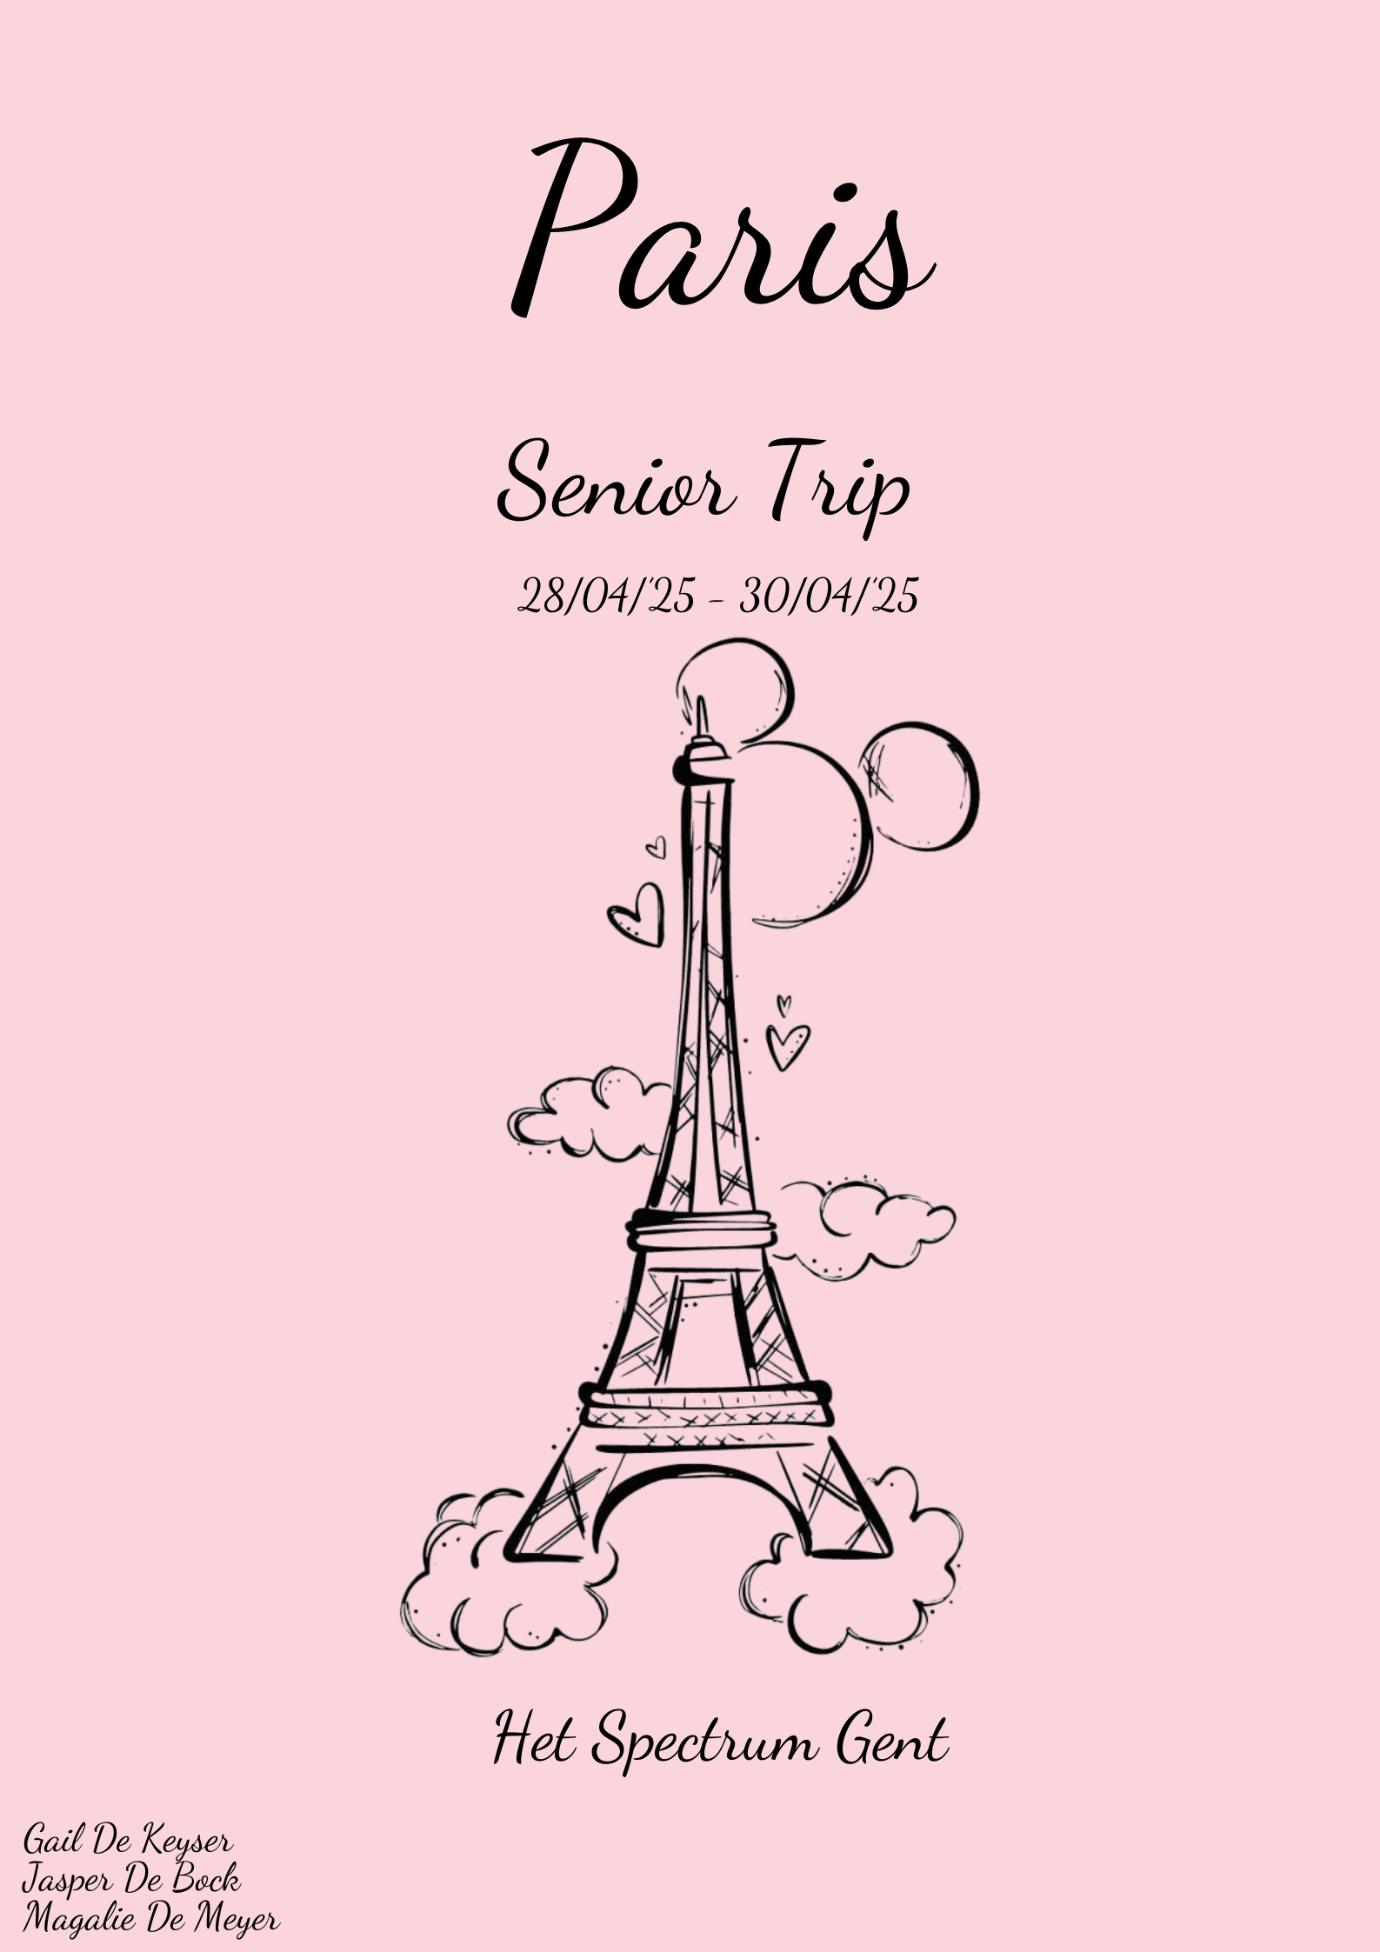 Paris
Senior Trip
28/04/'25 - 30/04/'25
Het Spectrum Gent
Gail De Keyser
Jasper De Bock
Magalie De Meyer